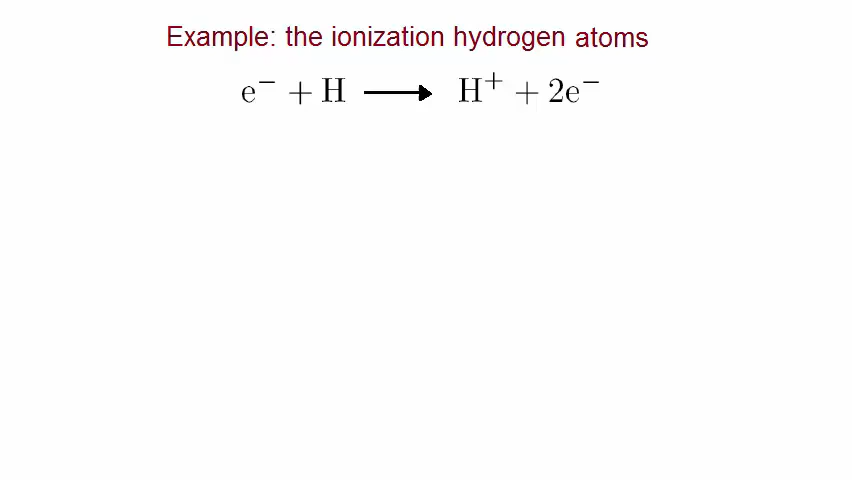 Example: the ionization hydrogen atoms
e⁻ + H ⟶ H⁺ + 2e⁻